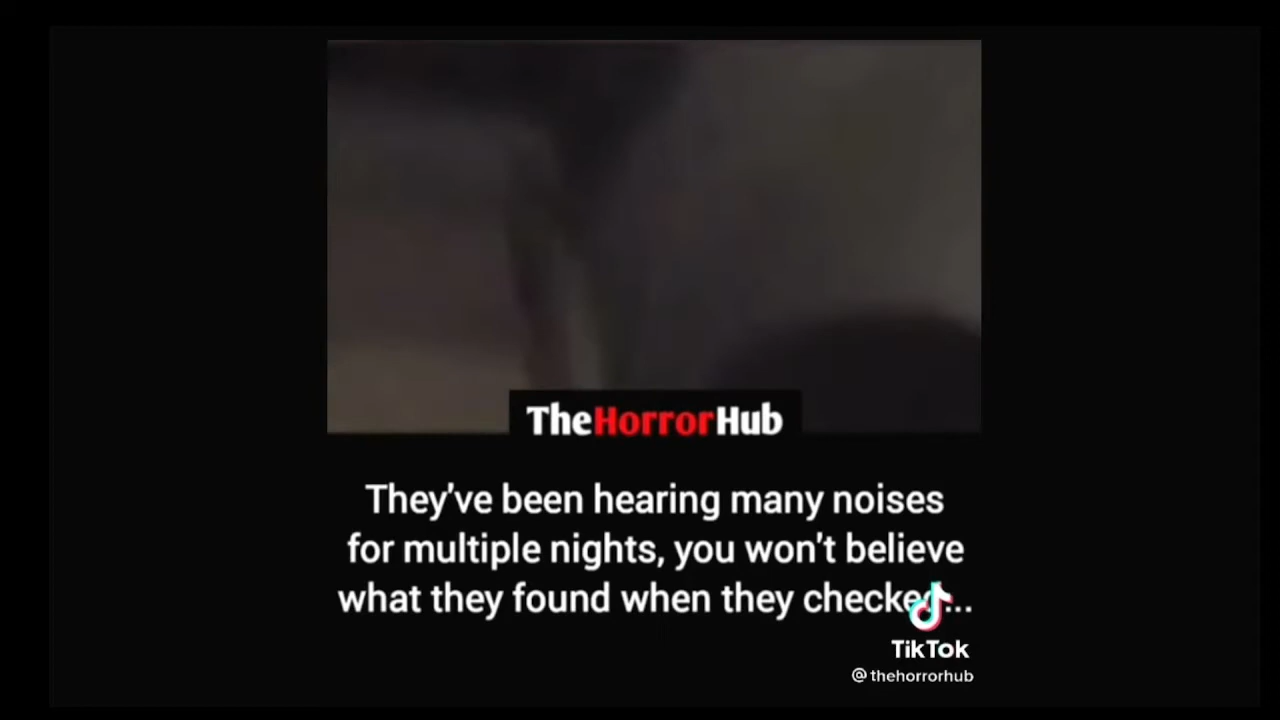 TheHorrorHub
They've been hearing many noises
for multiple nights, you won't believe
what they found when they checked...
TikTok
@thehorrorhub